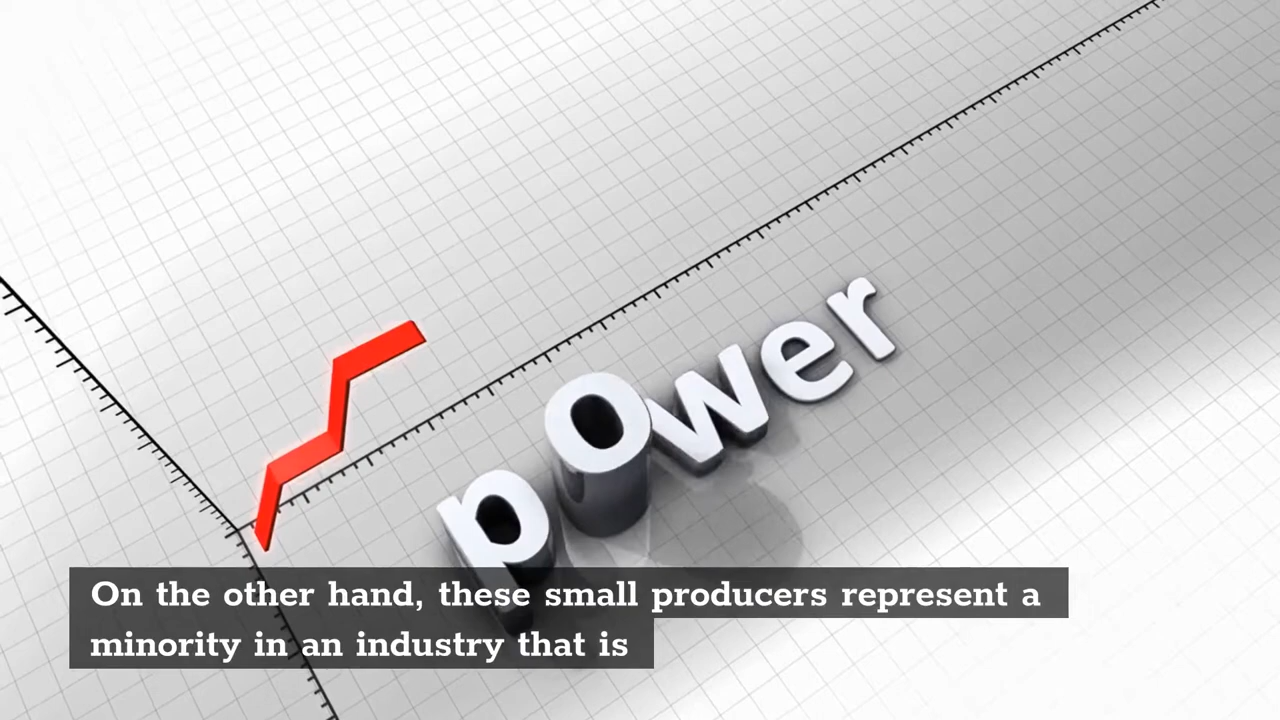 power
On the other hand, these small producers represent a
minority in an industry that is